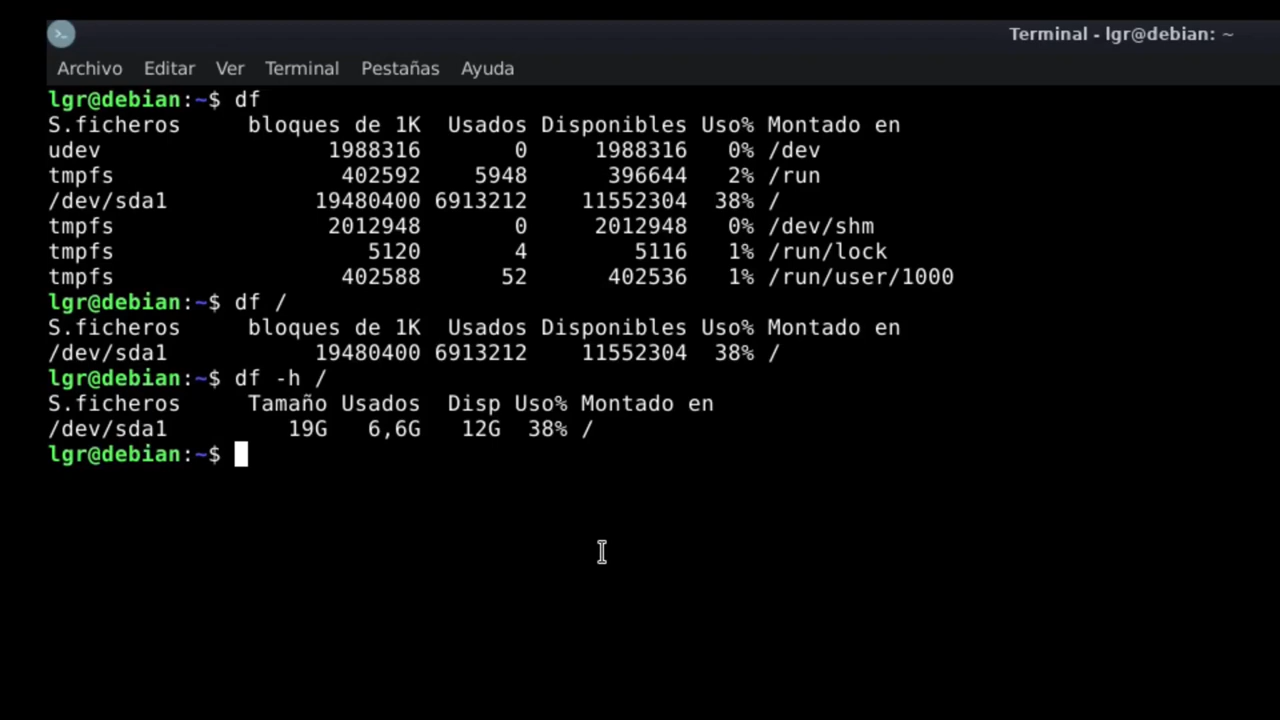 Terminal - lgr@debian: ~
Archivo Editar Ver Terminal Pestañas Ayuda
lgr@debian:~$ df
S.ficheros     bloques de 1K  Usados Disponibles Uso% Montado en
udev                 1988316       0     1988316   0% /dev
tmpfs                 402592    5948      396644   2% /run
/dev/sda1           19480400 6913212    11552304  38% /
tmpfs                2012948       0     2012948   0% /dev/shm
tmpfs                   5120       4        5116   1% /run/lock
tmpfs                 402588      52      402536   1% /run/user/1000
lgr@debian:~$ df /
S.ficheros     bloques de 1K  Usados Disponibles Uso% Montado en
/dev/sda1           19480400 6913212    11552304  38% /
lgr@debian:~$ df -h /
S.ficheros     Tamaño Usados  Disp Uso% Montado en
/dev/sda1         19G   6,6G   12G  38% /
lgr@debian:~$